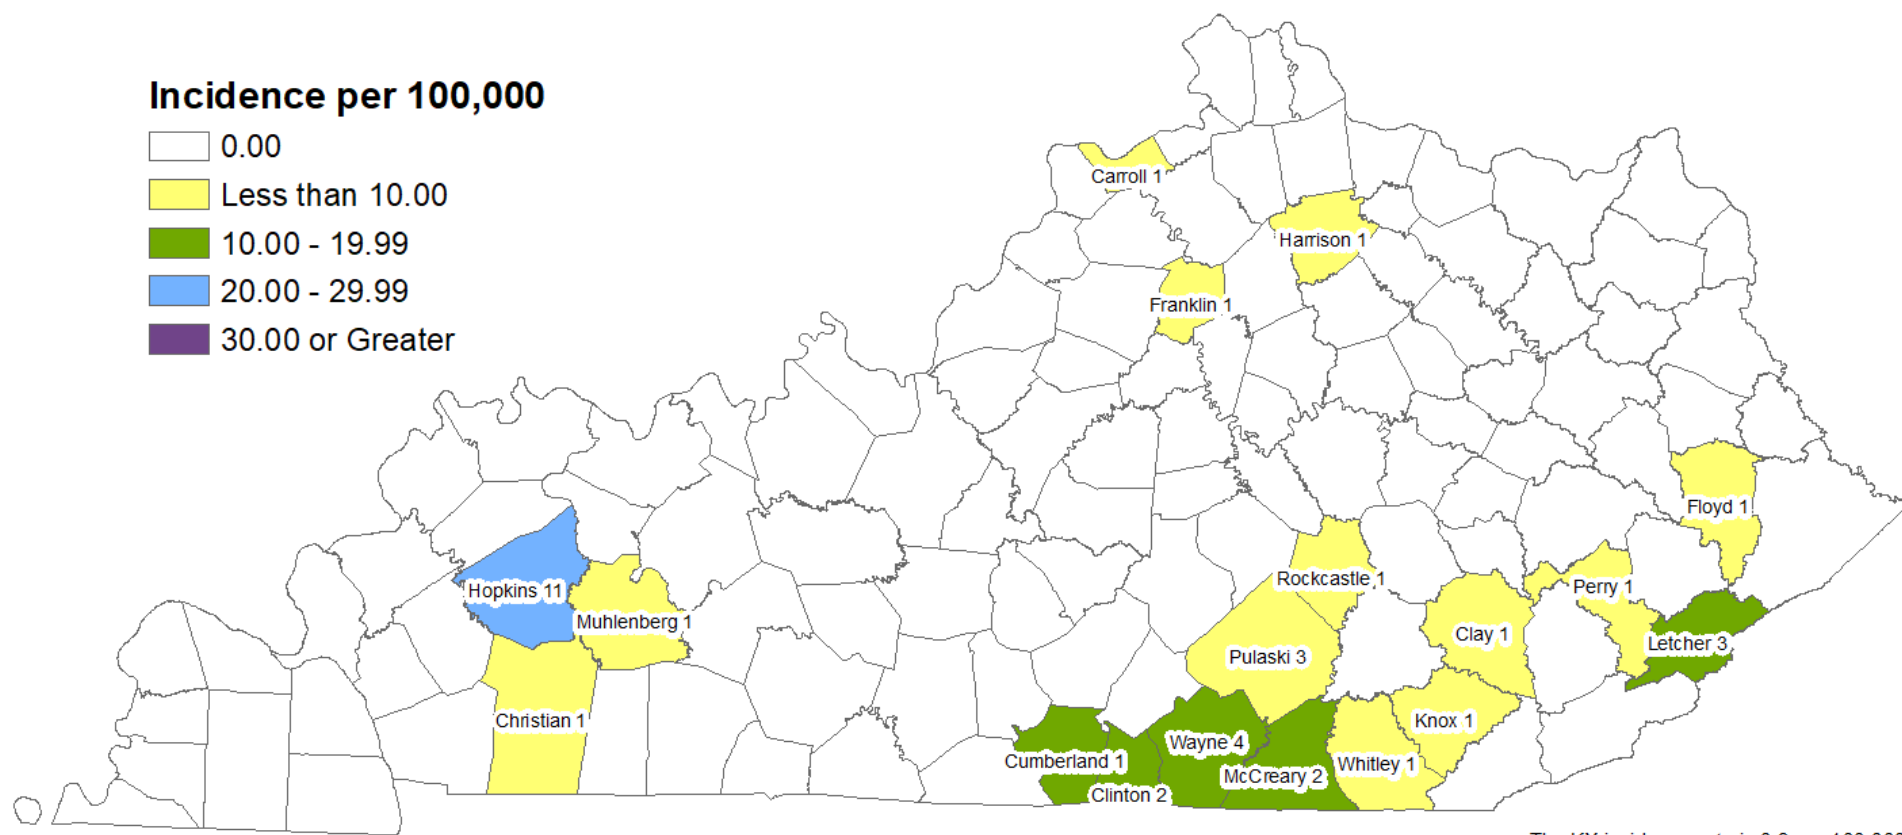 Incidence per 100,000
0.00
Less than 10.00
10.00 - 19.99
20.00 - 29.99
30.00 or Greater
Carroll 1
Harrison 1
Franklin 1
Floyd 1
Rockcastle 1
Perry 1
Hopkins 11
Muhlenberg 1
Clay 1
Letcher 3
Pulaski 3
Christian 1
Knox 1
Wayne 4
Cumberland 1
Whitley 1
McCreary 2
Clinton 2